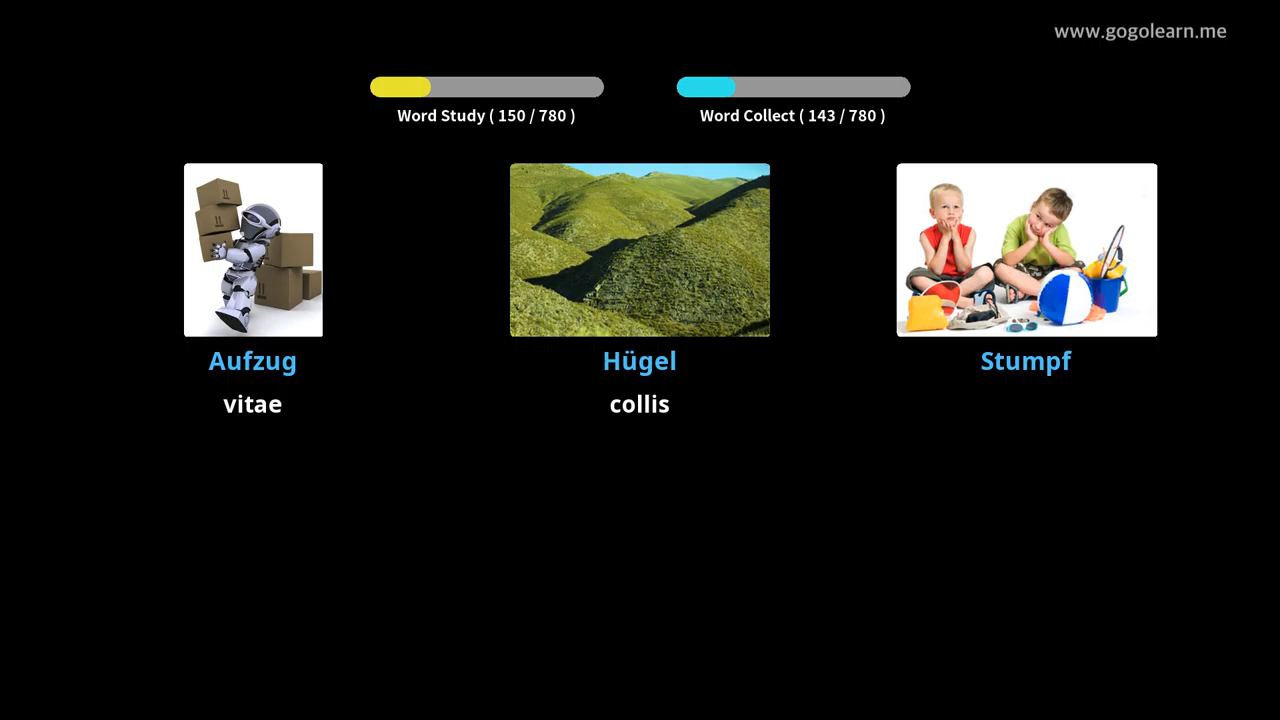 www.gogolearn.me
Word Study ( 150 / 780 )
Word Collect ( 143 / 780 )
Aufzug
Hügel
Stumpf
vitae
collis